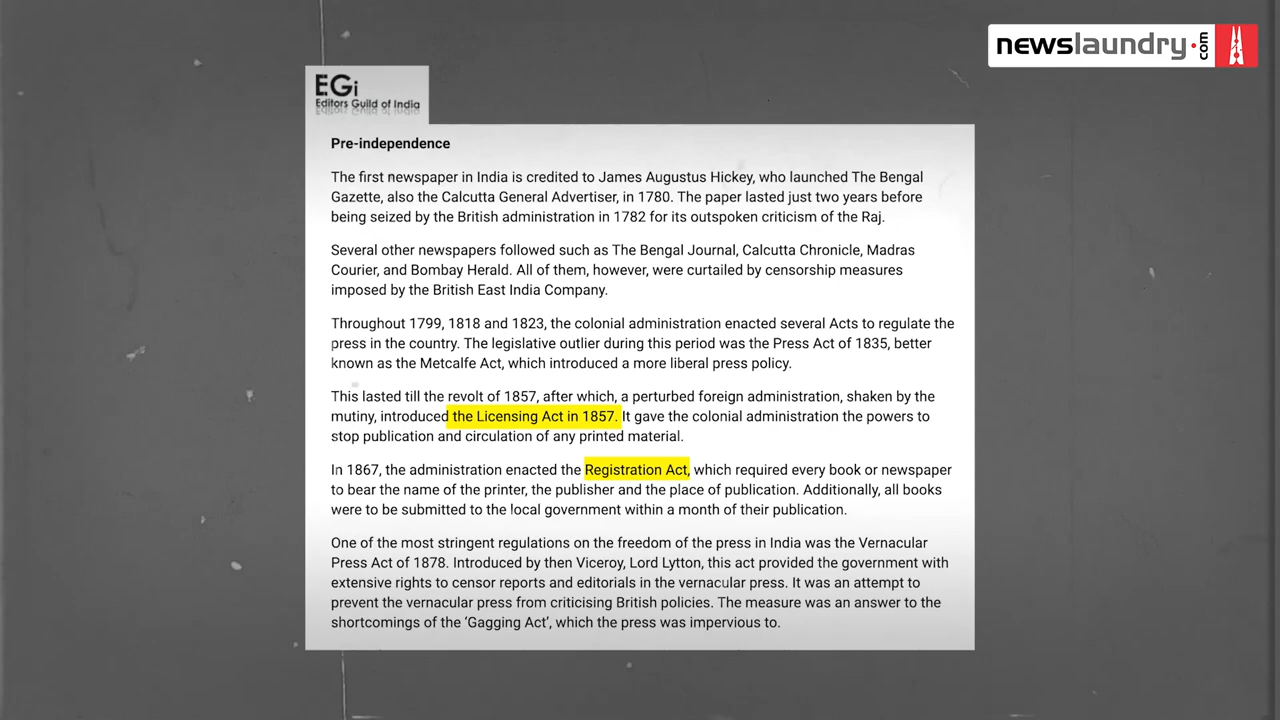 newslaundry.com
EGi
Editors Guild of India
Pre-independence
The first newspaper in India is credited to James Augustus Hickey, who launched The Bengal
Gazette, also the Calcutta General Advertiser, in 1780. The paper lasted just two years before
being seized by the British administration in 1782 for its outspoken criticism of the Raj.
Several other newspapers followed such as The Bengal Journal, Calcutta Chronicle, Madras
Courier, and Bombay Herald. All of them, however, were curtailed by censorship measures
imposed by the British East India Company.
Throughout 1799, 1818 and 1823, the colonial administration enacted several Acts to regulate the
press in the country. The legislative outlier during this period was the Press Act of 1835, better
known as the Metcalfe Act, which introduced a more liberal press policy.
This lasted till the revolt of 1857, after which, a perturbed foreign administration, shaken by the
mutiny, introduced the Licensing Act in 1857. It gave the colonial administration the powers to
stop publication and circulation of any printed material.
In 1867, the administration enacted the Registration Act, which required every book or newspaper
to bear the name of the printer, the publisher and the place of publication. Additionally, all books
were to be submitted to the local government within a month of their publication.
One of the most stringent regulations on the freedom of the press in India was the Vernacular
Press Act of 1878. Introduced by then Viceroy, Lord Lytton, this act provided the government with
extensive rights to censor reports and editorials in the vernacular press. It was an attempt to
prevent the vernacular press from criticising British policies. The measure was an answer to the
shortcomings of the ‘Gagging Act’, which the press was impervious to.